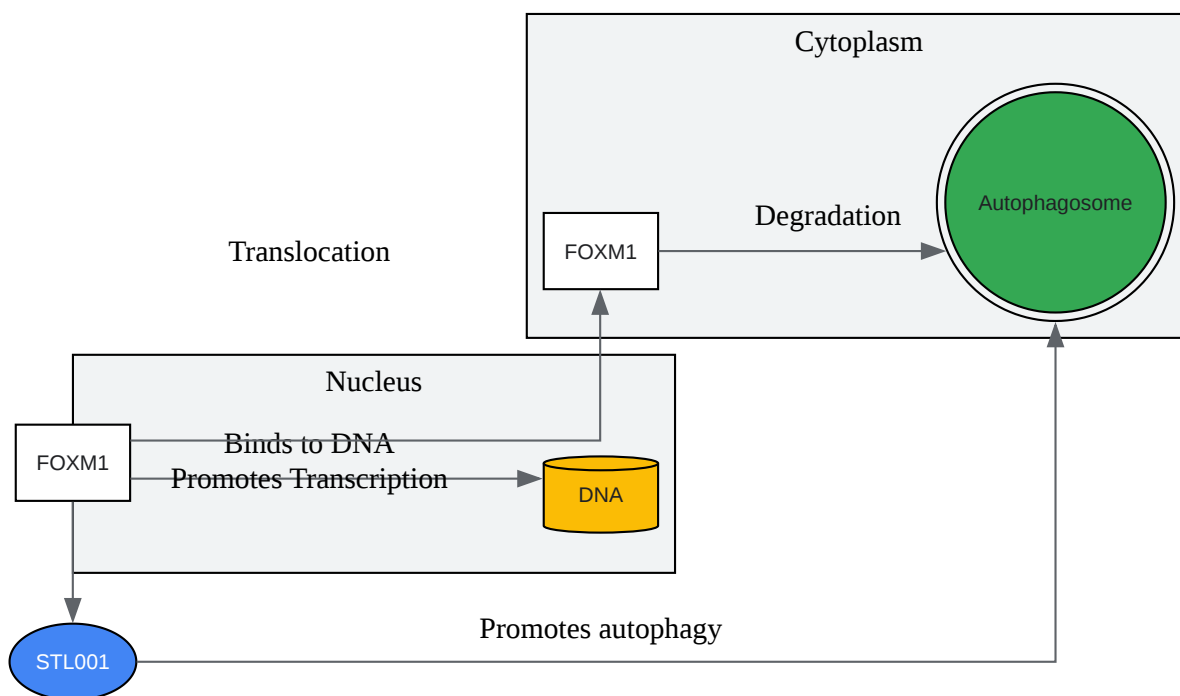 Cytoplasm
Autophagosome
Degradation
FOXM1
Translocation
Nucleus
Binds to DNA
Promotes Transcription
FOXM1
DNA
Promotes autophagy
STL001